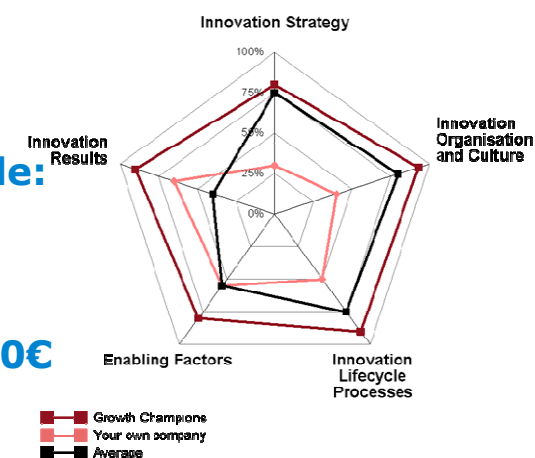 Innovation Strategy
100%
75%
50%
25%
0%
Innovation
Organisation
and Culture
Innovation
Results
le:
0€
Enabling Factors
Innovation
Lifecycle
Processes
Growth Champions
Your own company
Average